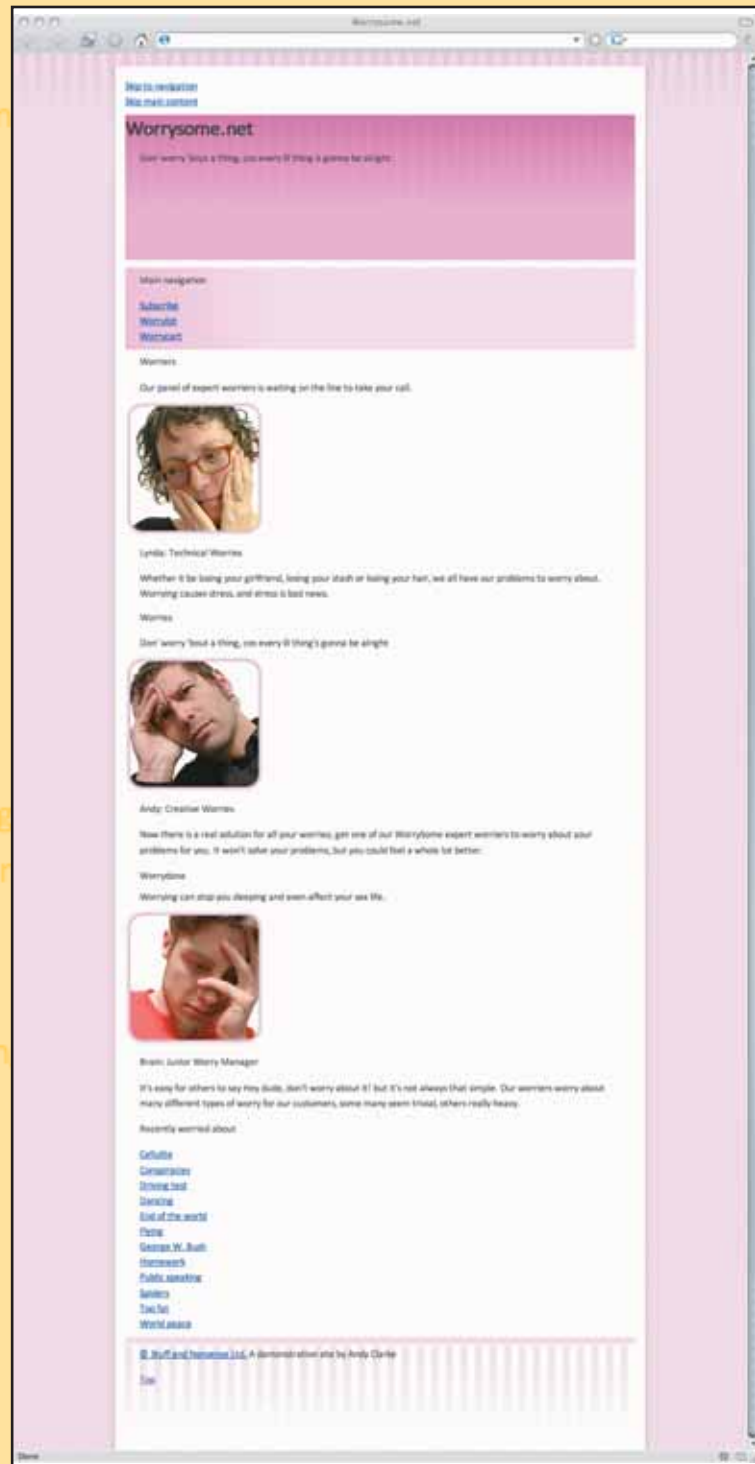 Worrysome.net
Skip to navigation
Skip main content
Worrysome.net
Don' worry 'bout a thing, cos every lil thing is gonna be alright
Main navigation
Subscribe
Worrylist
Worrycart
Worriers
Our panel of expert worriers is waiting on the line to take your call.
Lynda: Technical Worries
Whether it be losing your girlfriend, losing your stash or losing your hair, we all have our problems to worry about.
Worrying causes stress, and stress is bad news.
Worries
Don' worry 'bout a thing, cos every lil thing's gonna be alright
Andy: Creative Worries
Now there is a real solution for all your worries; get one of our WorrySome expert worriers to worry about your
problems for you. It won't solve your problems, but you could feel a whole lot better.
Worrydone
Worrying can stop you sleeping and even affect your sex life.
Brain: Junior Worry Manager
It's easy for others to say Hey dude, don't worry about it! but it's not always that simple. Our worriers worry about
many different types of worry for our customers, some many seem trivial, others really heavy.
Recently worried about
Cellulite
Conspiracies
Driving test
Dancing
End of the world
Flying
George W. Bush
Homework
Public speaking
Spiders
Too fat
World peace
© Stuff and Nonsense Ltd. A demonstration site by Andy Clarke
Top
Done